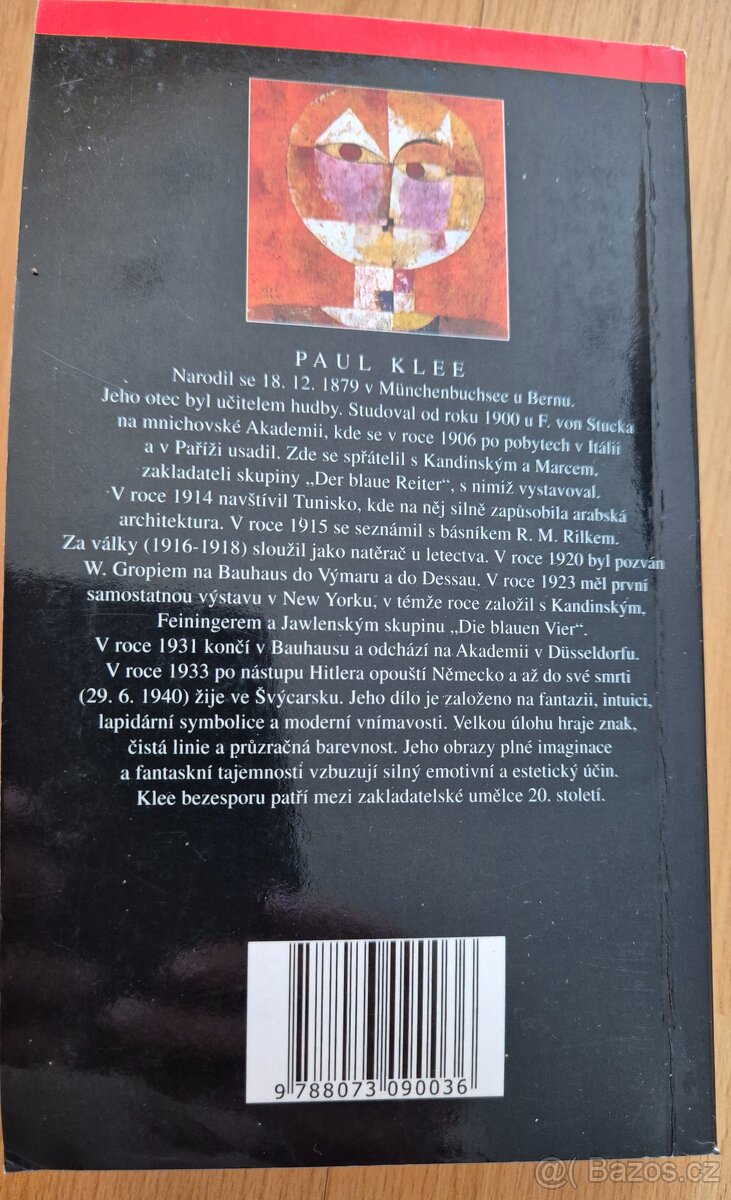 PAUL KLEE
Narodil se 18. 12. 1879 v Münchenbuchsee u Bernu.
Jeho otec byl učitelem hudby. Studoval od roku 1900 u F. von Stucka
na mnichovské Akademii, kde se v roce 1906 po pobytech v Itálii
a v Paříži usadil. Zde se spřátelil s Kandinským a Marcem,
zakladateli skupiny „Der blaue Reiter“, s nimiž vystavoval.
V roce 1914 navštívil Tunisko, kde na něj silně zapůsobila arabská
architektura. V roce 1915 se seznámil s básníkem R. M. Rilkem.
Za války (1916-1918) sloužil jako natěrač u letectva. V roce 1920 byl pozván
W. Gropiem na Bauhaus do Výmaru a do Dessau. V roce 1923 měl první
samostatnou výstavu v New Yorku, v témže roce založil s Kandinským,
Feiningerem a Jawlenským skupinu „Die blauen Vier“.
V roce 1931 končí v Bauhausu a odchází na Akademii v Düsseldorfu.
V roce 1933 po nástupu Hitlera opouští Německo a až do své smrti
(29. 6. 1940) žije ve Švýcarsku. Jeho dílo je založeno na fantazii, intuici,
lapidární symbolice a moderní vnímavosti. Velkou úlohu hraje znak,
čistá linie a průzračná barevnost. Jeho obrazy plné imaginace
a fantaskní tajemnosti vzbuzují silný emotivní a estetický účin.
Klee bezesporu patří mezi zakladatelské umělce 20. století.
9 788073 090036
@ Bazos.cz